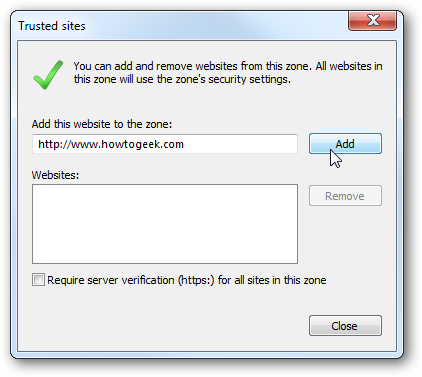 Trusted sites
You can add and remove websites from this zone. All websites in
this zone will use the zone's security settings.
Add this website to the zone:
http://www.howtogeek.com
Add
Websites:
Remove
Require server verification (https:) for all sites in this zone
Close